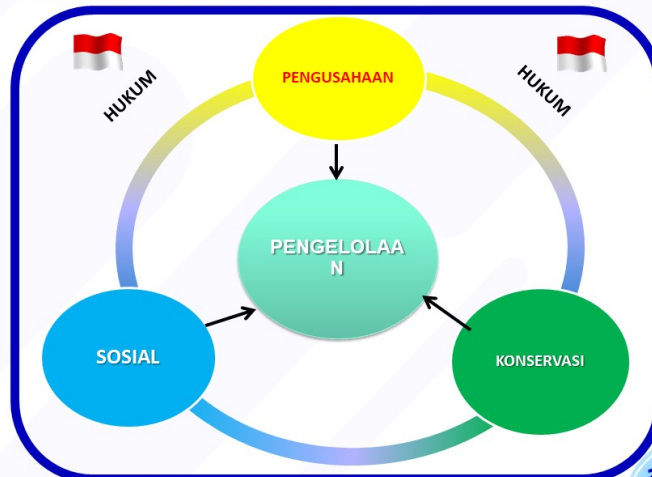 HUKUM
PENGUSAHAAN
HUKUM
PENGELOLAA
N
SOSIAL
KONSERVASI